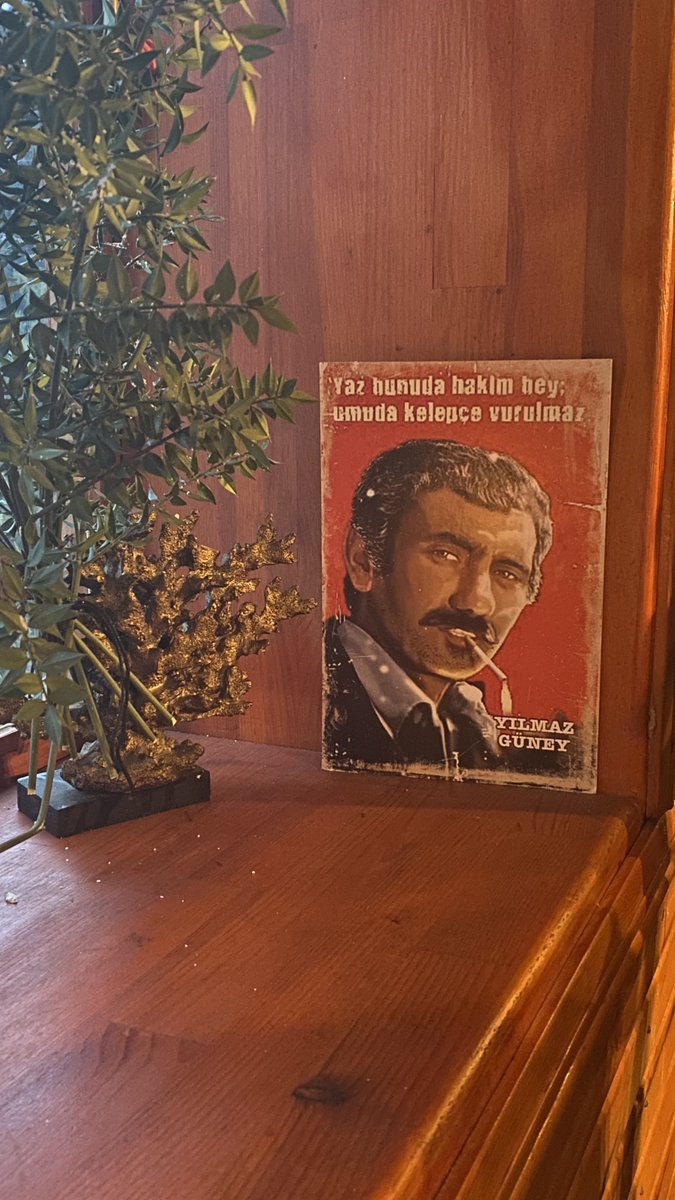 Yaz bunuda hakim bey;
umuda kelepçe vurulmaz
YILMAZ
GÜNEY